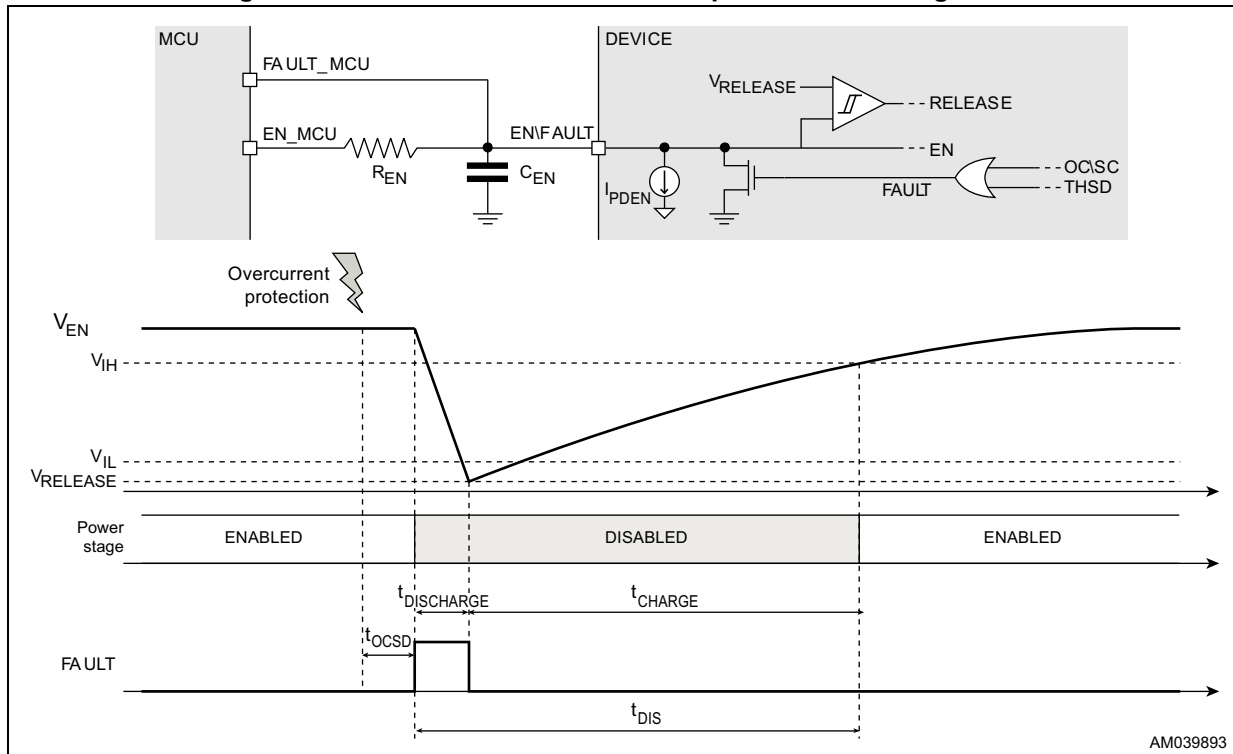 MCU
DEVICE
FAULT_MCU
VRELEASE
RELEASE
EN_MCU
EN\FAULT
EN
REN
CEN
IPDEN
FAULT
OC\SC
THSD
Overcurrent
protection
VEN
VIH
VIL
VRELEASE
Power
stage
ENABLED
DISABLED
ENABLED
tDISCHARGE
tCHARGE
tOCSD
FAULT
tDIS
AM039893